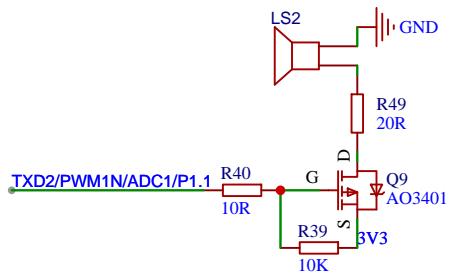 LS2
GND
R49
20R
D
TXD2/PWM1N/ADC1/P1.1
R40
G
Q9
10R
AO3401
S
R39
3V3
10K